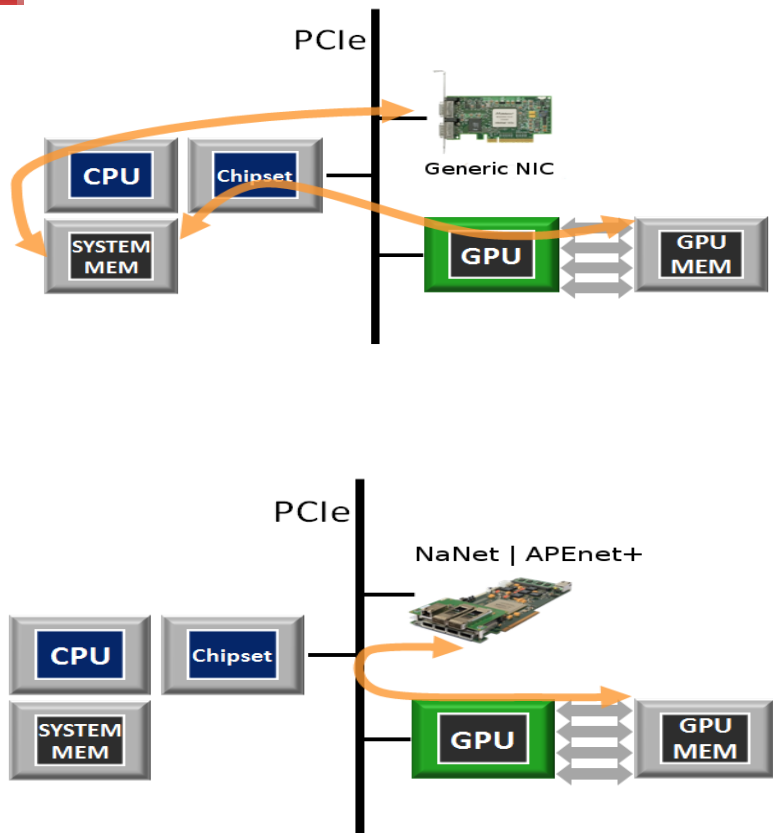 PCIe
Generic NIC
CPU
Chipset
SYSTEM
MEM
GPU
GPU
MEM
PCIe
NaNet | APEnet+
CPU
Chipset
SYSTEM
MEM
GPU
GPU
MEM